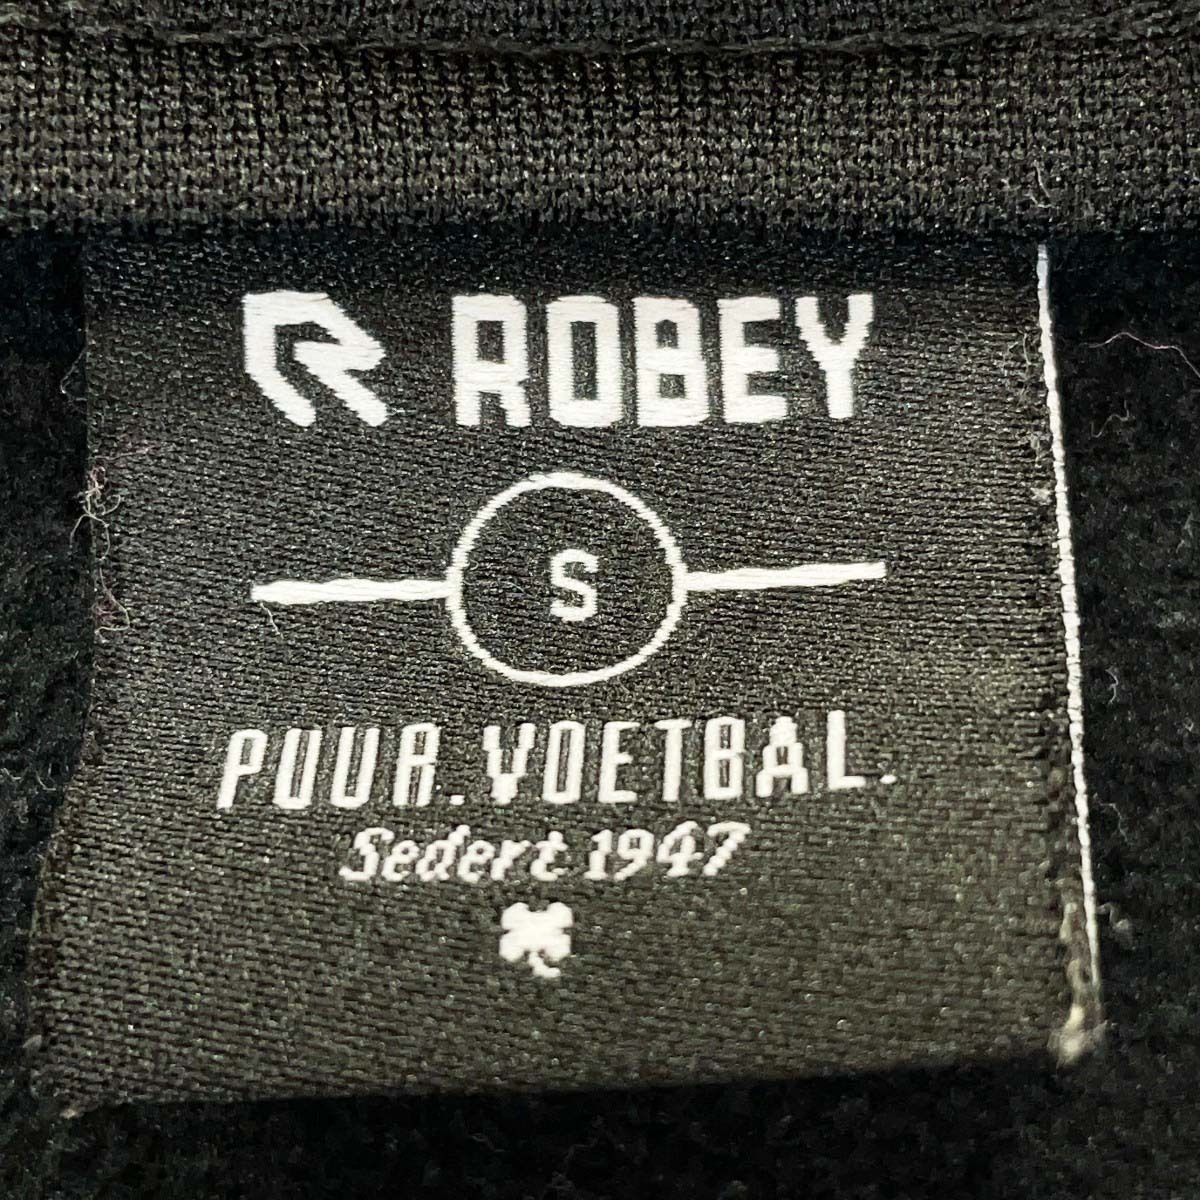 ROBEY
S
PUUR.VOETBAL.
Sedert 1947